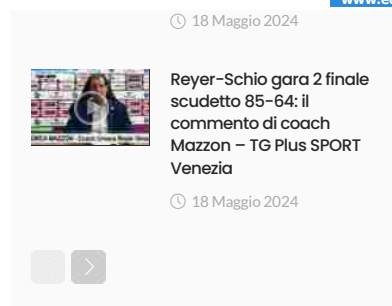 18 Maggio 2024
Reyer-Schio gara 2 finale
scudetto 85-64: il
commento di coach
Mazzon – TG Plus SPORT
Venezia
18 Maggio 2024